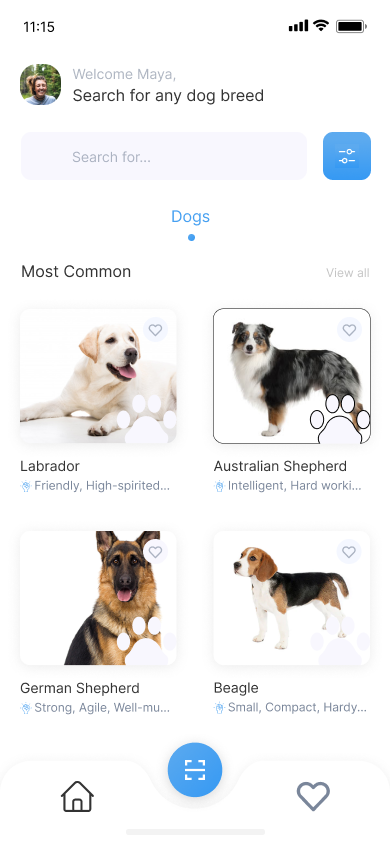 11:15
Welcome Maya,
Search for any dog breed
Search for...
Dogs
Most Common
View all
Labrador
Australian Shepherd
Friendly, High-spirited...
Intelligent, Hard worki...
German Shepherd
Beagle
Strong, Agile, Well-mu...
Small, Compact, Hardy...